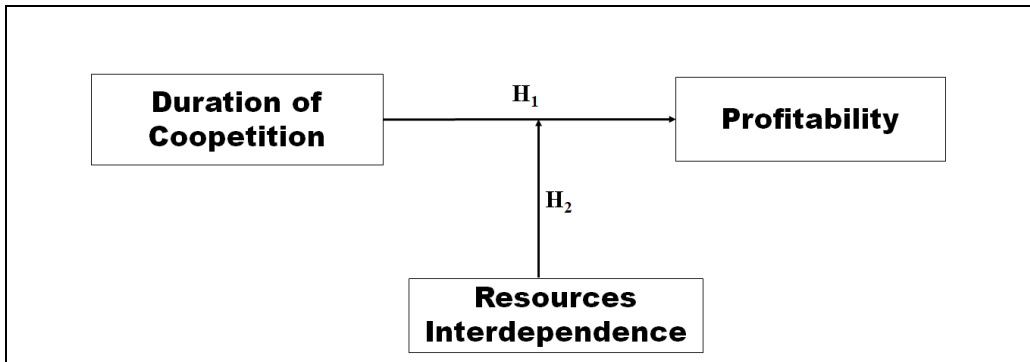 Duration of
Coopetition
H₁
Profitability
H₂
Resources
Interdependence